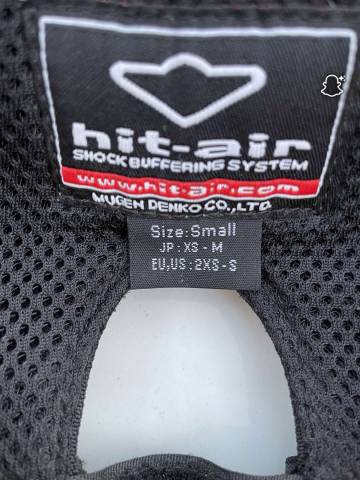 hit-air
SHOCK BUFFERING SYSTEM
www.hit-air.com
MUGEN DENKO CO.,LTD.
Size:Small
JP:XS-M
EU,US:2XS-S